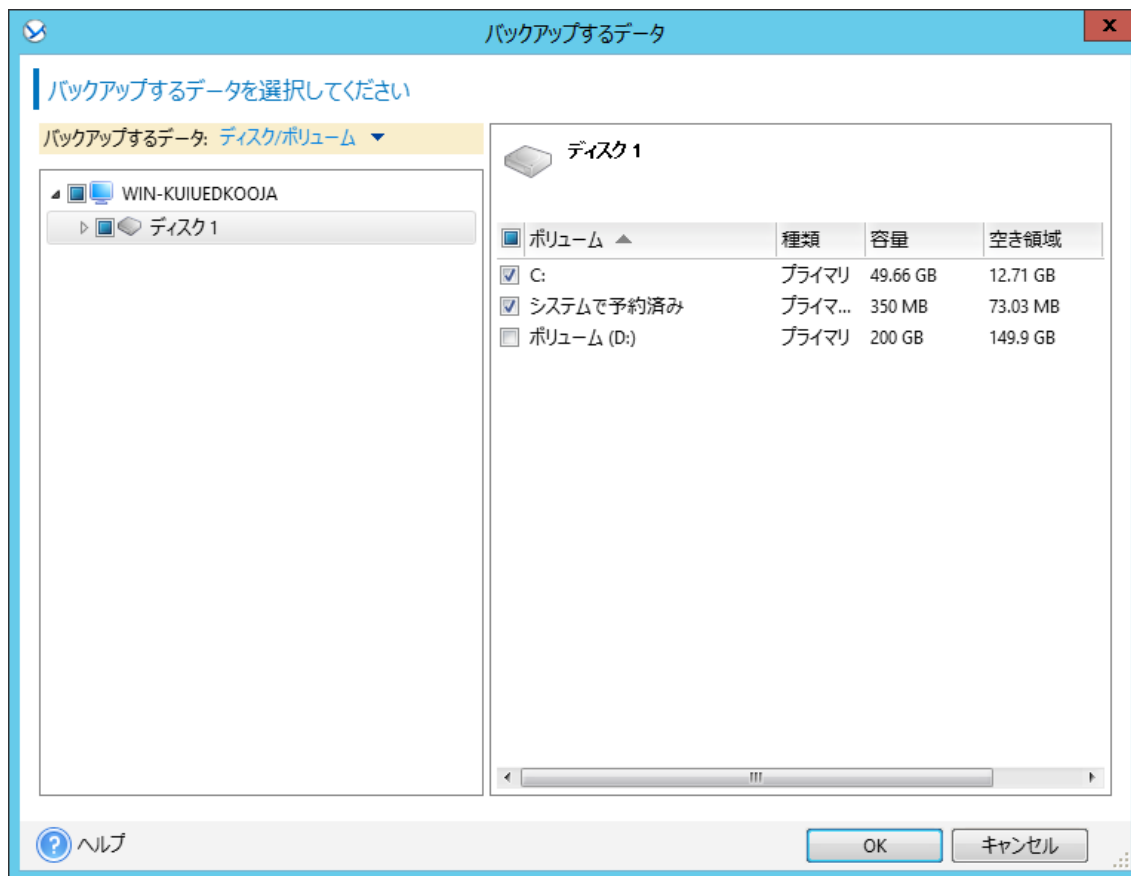 バックアップするデータ
x
バックアップするデータを選択してください
バックアップするデータ: ディスク/ボリューム
WIN-KUIUEDKOOJA
ディスク 1
ディスク 1
ボリューム 種類 容量 空き領域
C: プライマリ 49.66 GB 12.71 GB
システムで予約済み プライマ... 350 MB 73.03 MB
ボリューム (D:) プライマリ 200 GB 149.9 GB
? ヘルプ OK キャンセル